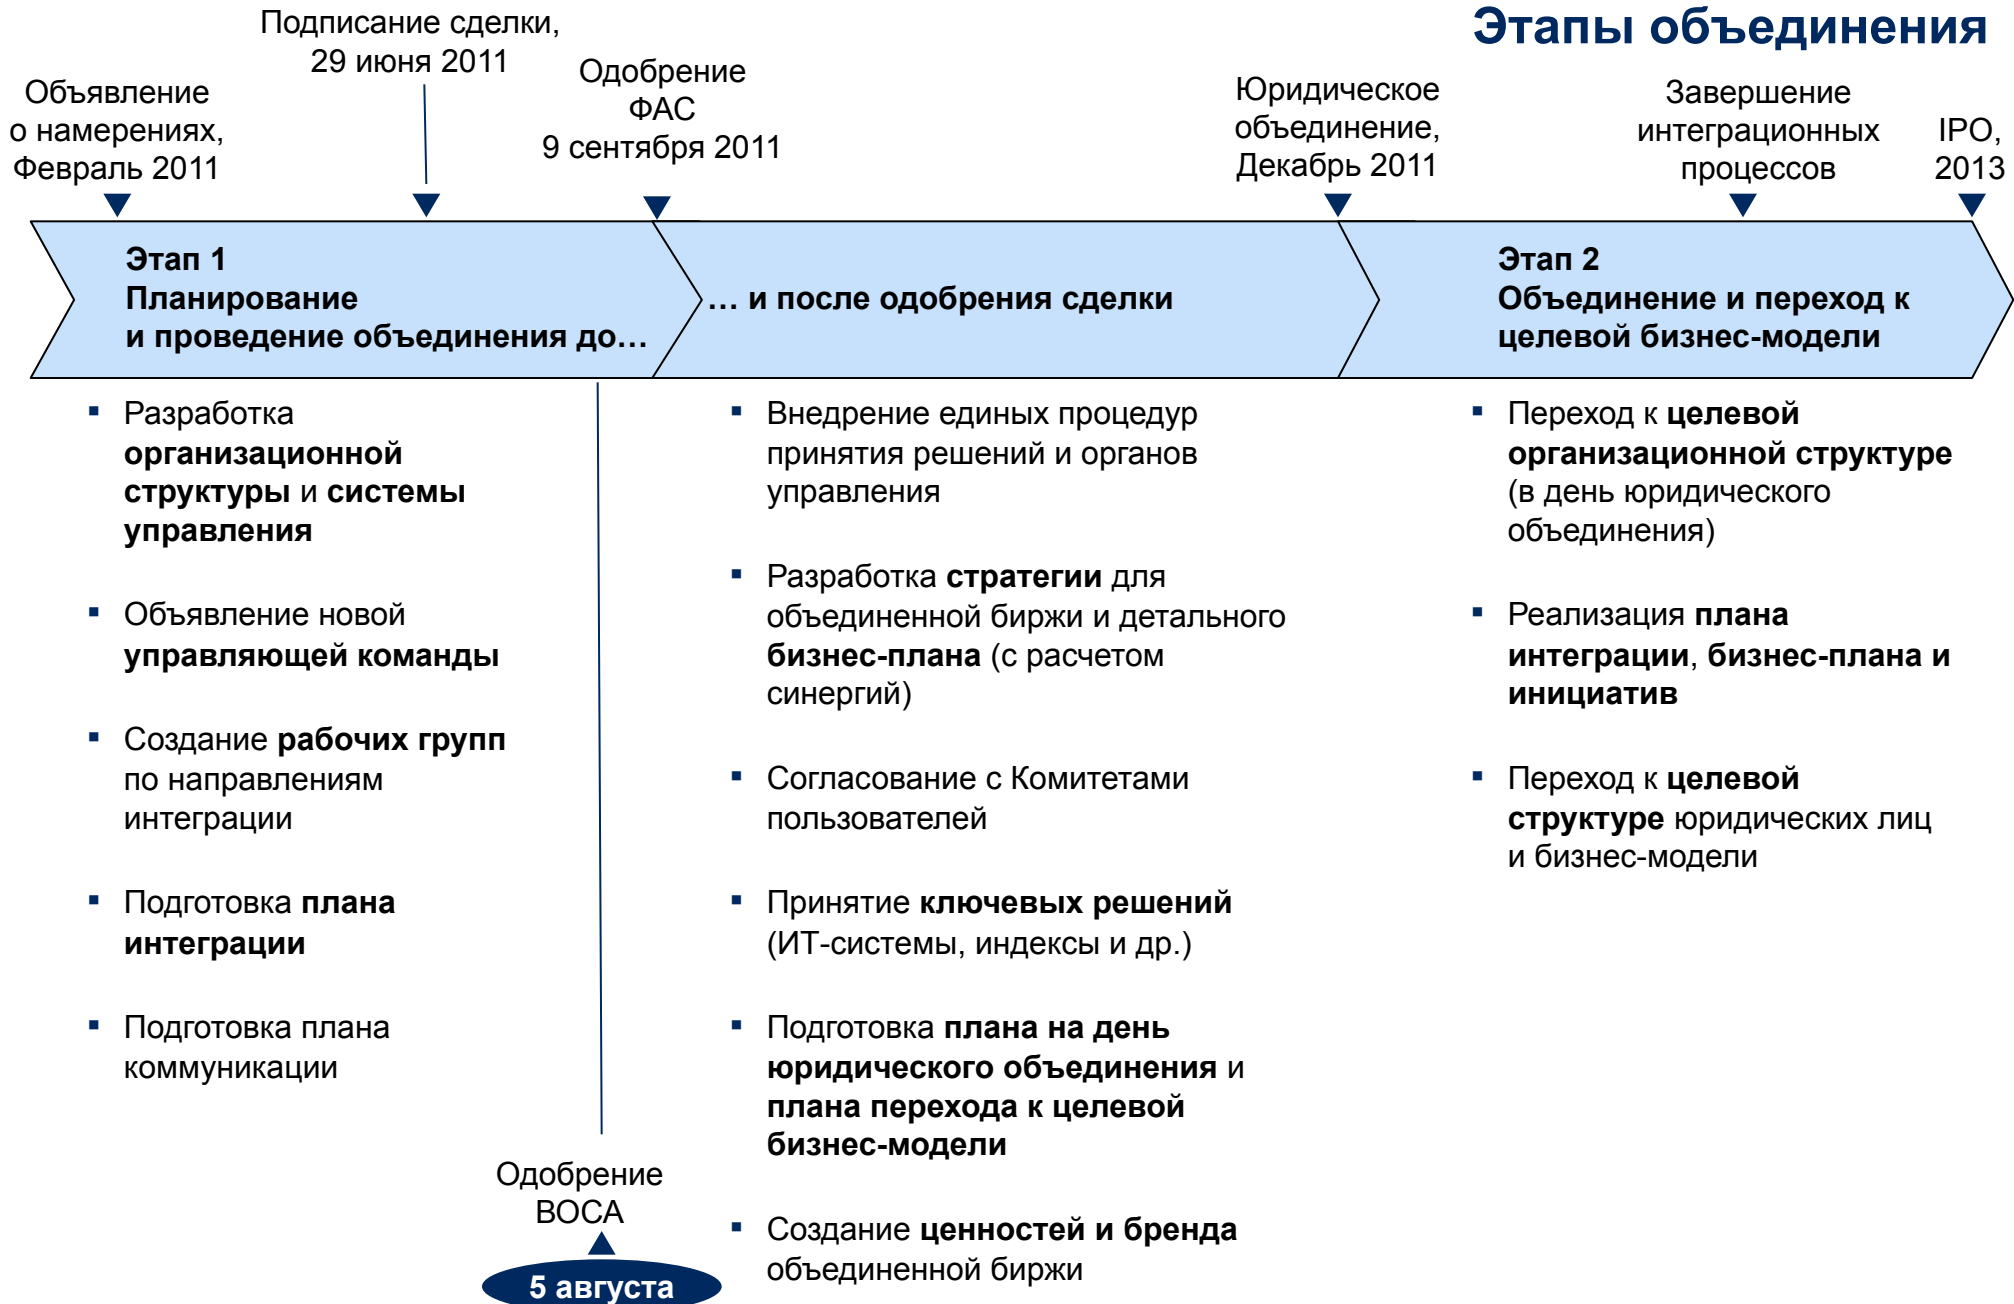 Этапы объединения
Подписание сделки,
29 июня 2011
Объявление
о намерениях,
Февраль 2011
Одобрение
ФАС
9 сентября 2011
Юридическое
объединение,
Декабрь 2011
Завершение
интеграционных
процессов
IPO,
2013
Этап 1
Планирование
и проведение объединения до…
… и после одобрения сделки
Этап 2
Объединение и переход к
целевой бизнес-модели
▪ Разработка
организационной
структуры и системы
управления
▪ Объявление новой
управляющей команды
▪ Создание рабочих групп
по направлениям
интеграции
▪ Подготовка плана
интеграции
▪ Подготовка плана
коммуникации
Одобрение
ВОСА
5 августа
▪ Внедрение единых процедур
принятия решений и органов
управления
▪ Разработка стратегии для
объединенной биржи и детального
бизнес-плана (с расчетом
синергий)
▪ Согласование с Комитетами
пользователей
▪ Принятие ключевых решений
(ИТ-системы, индексы и др.)
▪ Подготовка плана на день
юридического объединения и
плана перехода к целевой
бизнес-модели
▪ Создание ценностей и бренда
объединенной биржи
▪ Переход к целевой
организационной структуре
(в день юридического
объединения)
▪ Реализация плана
интеграции, бизнес-плана и
инициатив
▪ Переход к целевой
структуре юридических лиц
и бизнес-модели